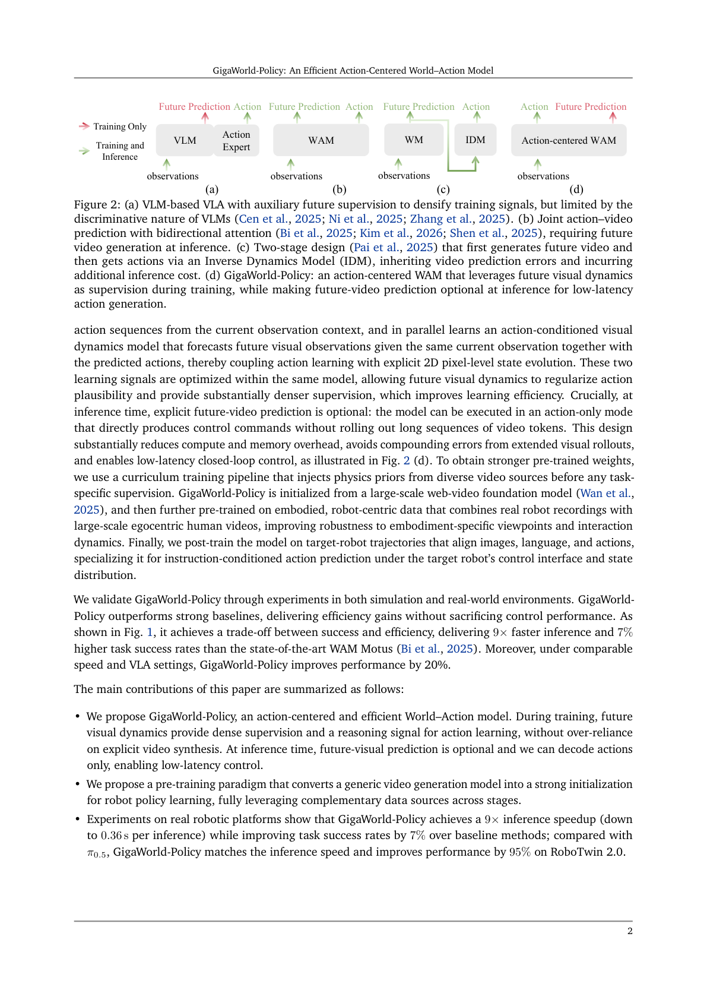 GigaWorld-Policy: An Efficient Action-Centered World–Action Model
Future Prediction Action Future Prediction Action Future Prediction Action Action Future Prediction
Training Only
Training and
Inference
VLM
Action
Expert
WAM
WM
IDM
Action-centered WAM
observations observations observations observations
(a) (b) (c) (d)
Figure 2: (a) VLM-based VLA with auxiliary future supervision to densify training signals, but limited by the
discriminative nature of VLMs (Cen et al., 2025; Ni et al., 2025; Zhang et al., 2025). (b) Joint action–video
prediction with bidirectional attention (Bi et al., 2025; Kim et al., 2026; Shen et al., 2025), requiring future
video generation at inference. (c) Two-stage design (Pai et al., 2025) that first generates future video and
then gets actions via an Inverse Dynamics Model (IDM), inheriting video prediction errors and incurring
additional inference cost. (d) GigaWorld-Policy: an action-centered WAM that leverages future visual dynamics
as supervision during training, while making future-video prediction optional at inference for low-latency
action generation.
action sequences from the current observation context, and in parallel learns an action-conditioned visual
dynamics model that forecasts future visual observations given the same current observation together with
the predicted actions, thereby coupling action learning with explicit 2D pixel-level state evolution. These two
learning signals are optimized within the same model, allowing future visual dynamics to regularize action
plausibility and provide substantially denser supervision, which improves learning efficiency. Crucially, at
inference time, explicit future-video prediction is optional: the model can be executed in an action-only mode
that directly produces control commands without rolling out long sequences of video tokens. This design
substantially reduces compute and memory overhead, avoids compounding errors from extended visual rollouts,
and enables low-latency closed-loop control, as illustrated in Fig. 2 (d). To obtain stronger pre-trained weights,
we use a curriculum training pipeline that injects physics priors from diverse video sources before any task-
specific supervision. GigaWorld-Policy is initialized from a large-scale web-video foundation model (Wan et al.,
2025), and then further pre-trained on embodied, robot-centric data that combines real robot recordings with
large-scale egocentric human videos, improving robustness to embodiment-specific viewpoints and interaction
dynamics. Finally, we post-train the model on target-robot trajectories that align images, language, and actions,
specializing it for instruction-conditioned action prediction under the target robot's control interface and state
distribution.
We validate GigaWorld-Policy through experiments in both simulation and real-world environments. GigaWorld-
Policy outperforms strong baselines, delivering efficiency gains without sacrificing control performance. As
shown in Fig. 1, it achieves a trade-off between success and efficiency, delivering 9× faster inference and 7%
higher task success rates than the state-of-the-art WAM Motus (Bi et al., 2025). Moreover, under comparable
speed and VLA settings, GigaWorld-Policy improves performance by 20%.
The main contributions of this paper are summarized as follows:
• We propose GigaWorld-Policy, an action-centered and efficient World–Action model. During training, future
visual dynamics provide dense supervision and a reasoning signal for action learning, without over-reliance
on explicit video synthesis. At inference time, future-visual prediction is optional and we can decode actions
only, enabling low-latency control.
• We propose a pre-training paradigm that converts a generic video generation model into a strong initialization
for robot policy learning, fully leveraging complementary data sources across stages.
• Experiments on real robotic platforms show that GigaWorld-Policy achieves a 9× inference speedup (down
to 0.36 s per inference) while improving task success rates by 7% over baseline methods; compared with
π0.5, GigaWorld-Policy matches the inference speed and improves performance by 95% on RoboTwin 2.0.
2